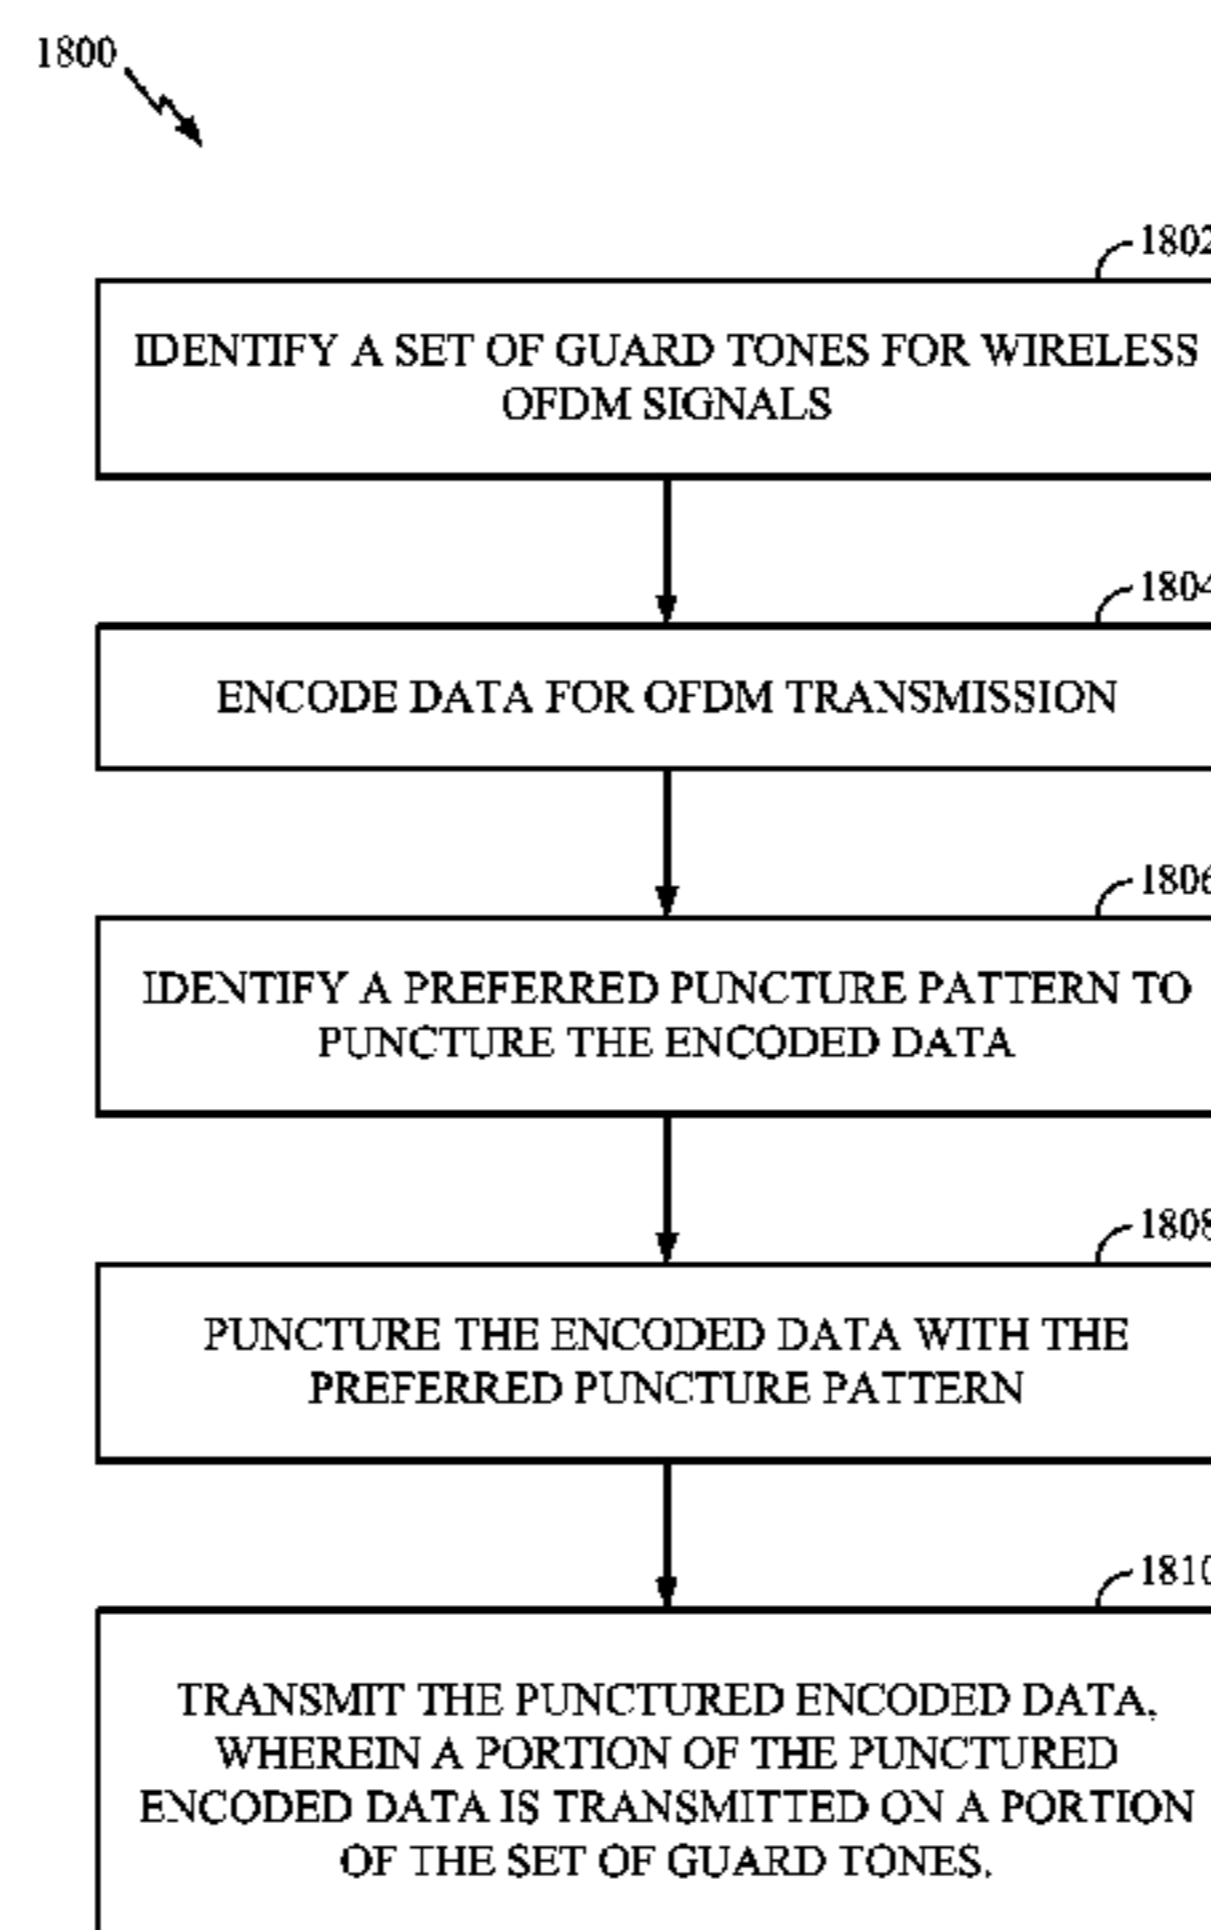 1800
1802
IDENTIFY A SET OF GUARD TONES FOR WIRELESS
OFDM SIGNALS
1804
ENCODE DATA FOR OFDM TRANSMISSION
1806
IDENTIFY A PREFERRED PUNCTURE PATTERN TO
PUNCTURE THE ENCODED DATA
1808
PUNCTURE THE ENCODED DATA WITH THE
PREFERRED PUNCTURE PATTERN
1810
TRANSMIT THE PUNCTURED ENCODED DATA,
WHEREIN A PORTION OF THE PUNCTURED
ENCODED DATA IS TRANSMITTED ON A PORTION
OF THE SET OF GUARD TONES.